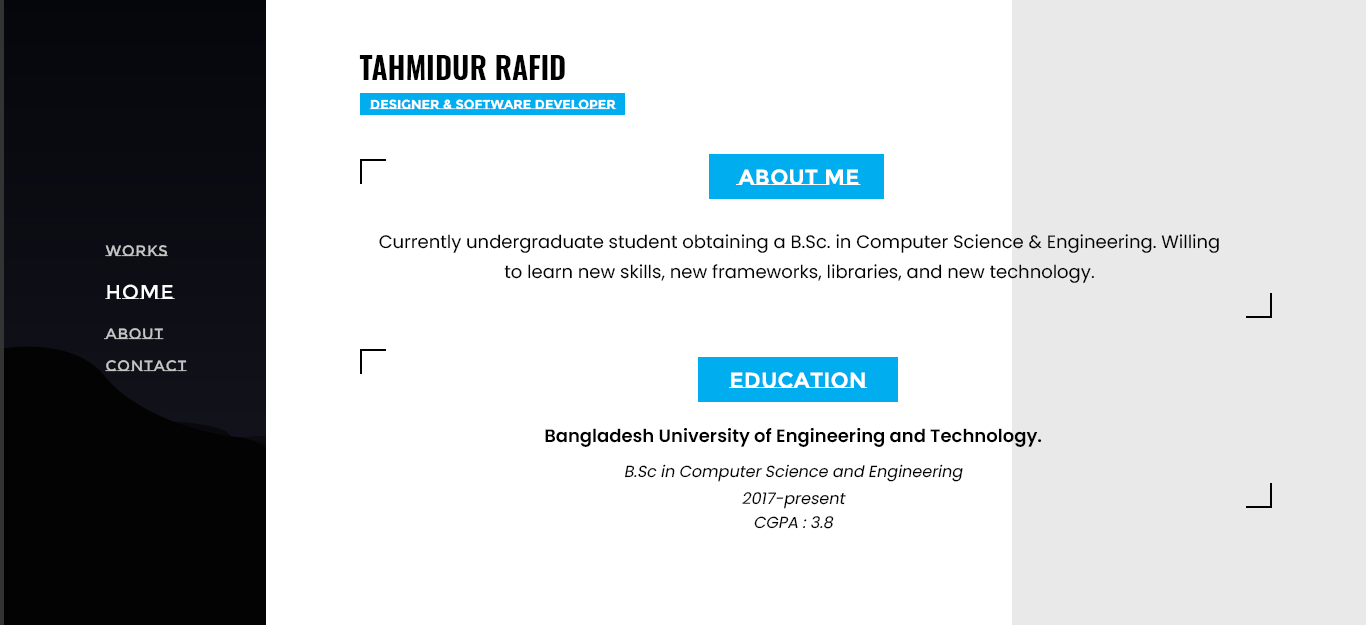 WORKS
HOME
ABOUT
CONTACT
TAHMIDUR RAFID
DESIGNER & SOFTWARE DEVELOPER
ABOUT ME
Currently undergraduate student obtaining a B.Sc. in Computer Science & Engineering. Willing
to learn new skills, new frameworks, libraries, and new technology.
EDUCATION
Bangladesh University of Engineering and Technology.
B.Sc in Computer Science and Engineering
2017-present
CGPA : 3.8